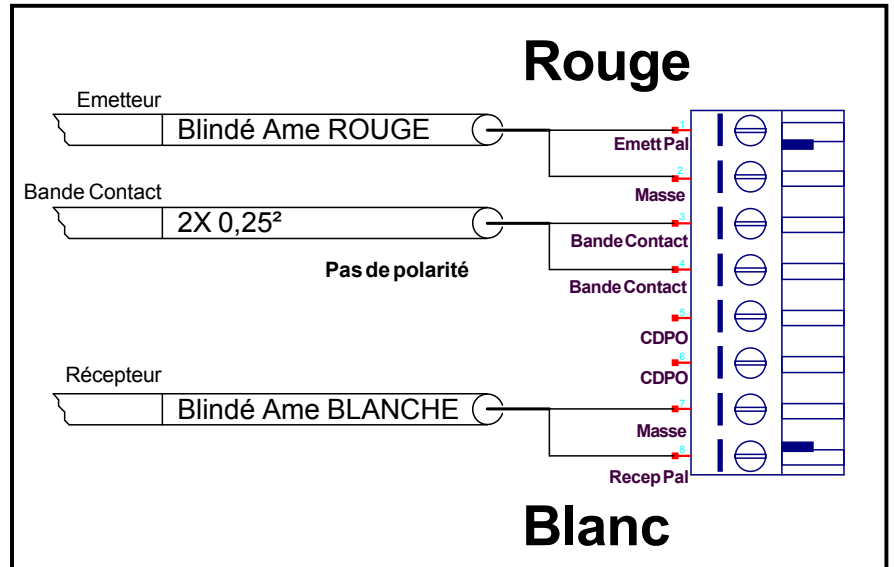 Rouge
Emetteur
Blindé Ame ROUGE
1
Emett Pal
2
Masse
Bande Contact
2X 0,25²
3
Bande Contact
Pas de polarité
4
Bande Contact
5
CDPO
6
CDPO
Récepteur
Blindé Ame BLANCHE
7
Masse
8
Recep Pal
Blanc